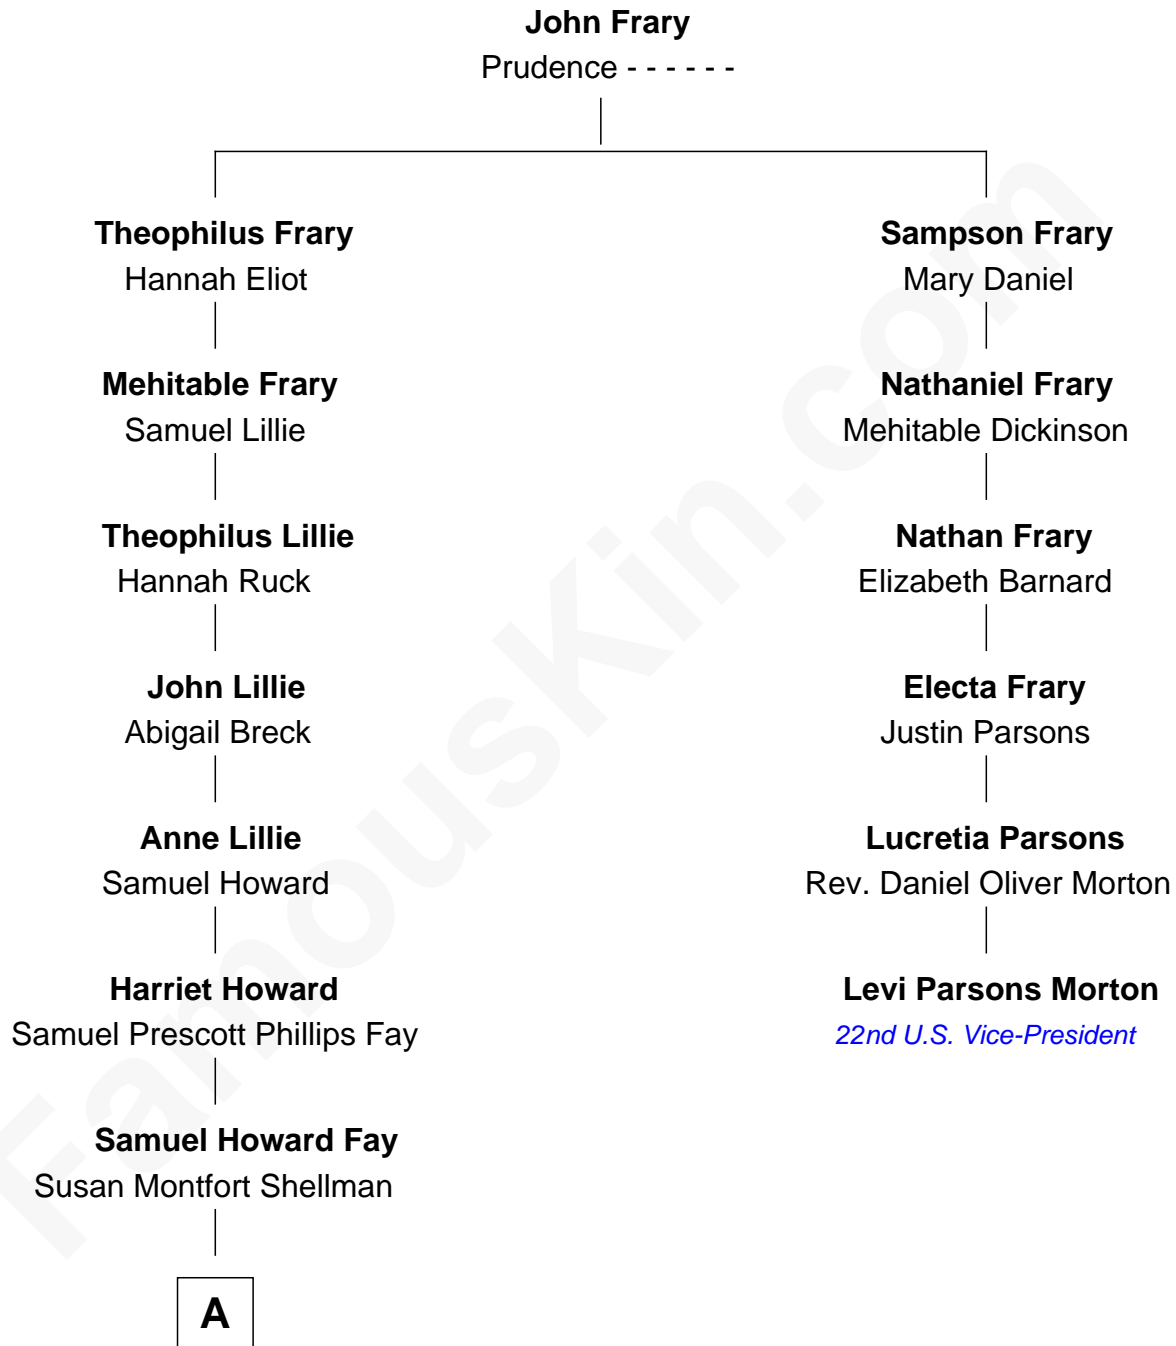 John Frary
Prudence - - - - - -
Theophilus Frary
Hannah Eliot
Mehitable Frary
Samuel Lillie
Theophilus Lillie
Hannah Ruck
John Lillie
Abigail Breck
Anne Lillie
Samuel Howard
Harriet Howard
Samuel Prescott Phillips Fay
Samuel Howard Fay
Susan Montfort Shellman
A
Sampson Frary
Mary Daniel
Nathaniel Frary
Mehitable Dickinson
Nathan Frary
Elizabeth Barnard
Electa Frary
Justin Parsons
Lucretia Parsons
Rev. Daniel Oliver Morton
Levi Parsons Morton
22nd U.S. Vice-President
FamousKin.com